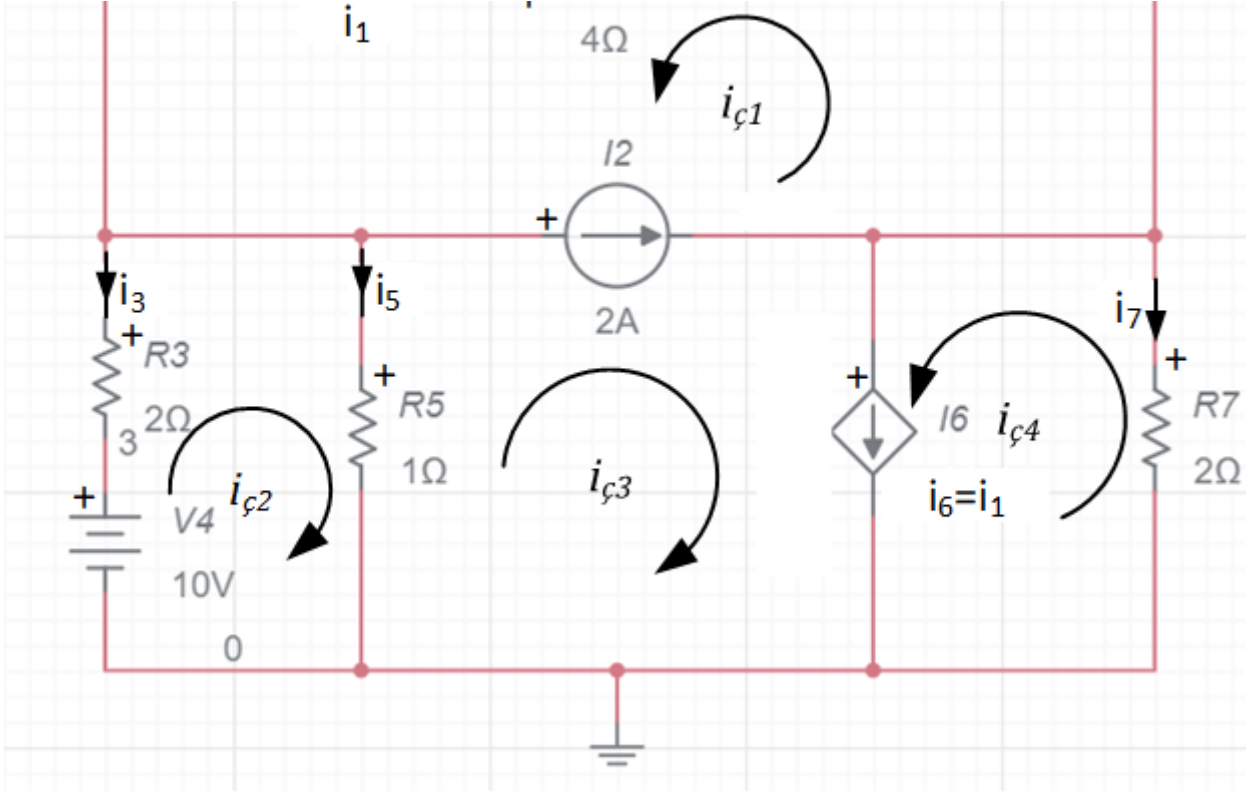 i₁
4Ω
iç1
I2
+
2A
i₃
+
R3
2Ω
3
i₅
+
R5
1Ω
i₇
+
R7
2Ω
+
I6
i₆=i₁
iç2
iç3
iç4
+
V4
10V
0